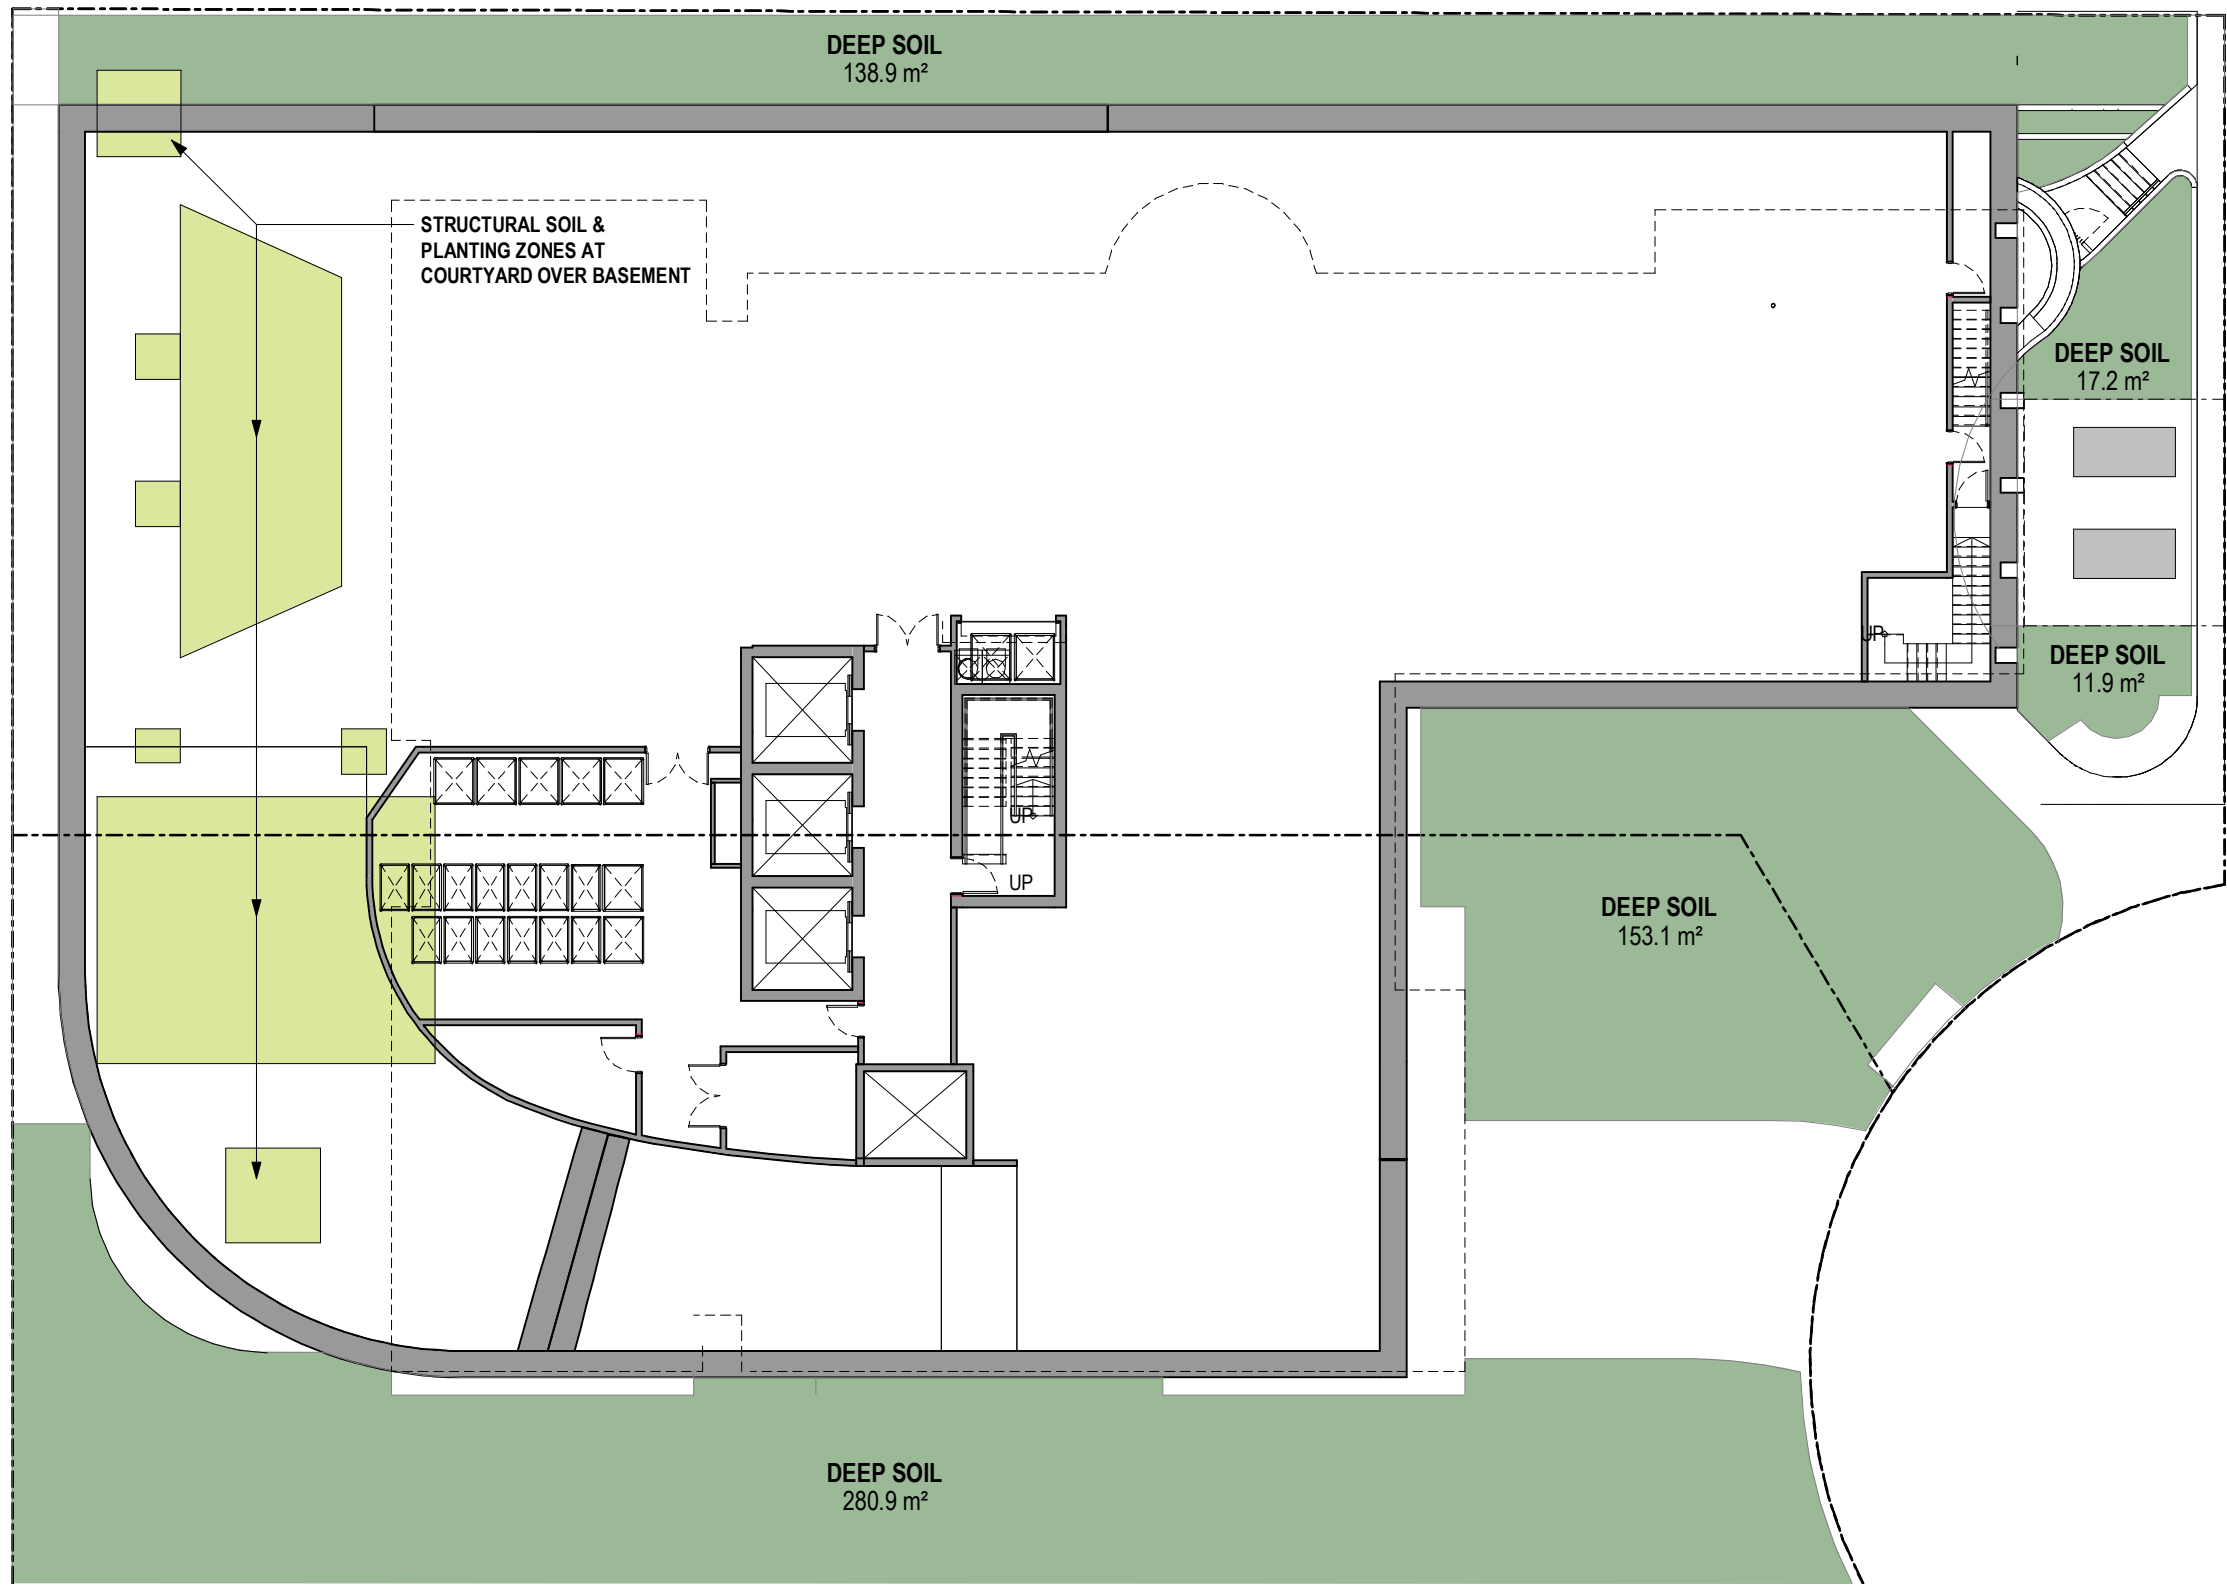 DEEP SOIL
138.9 m²
STRUCTURAL SOIL &
PLANTING ZONES AT
COURTYARD OVER BASEMENT
DEEP SOIL
17.2 m²
UP
DEEP SOIL
11.9 m²
UP
UP
DEEP SOIL
153.1 m²
DEEP SOIL
280.9 m²